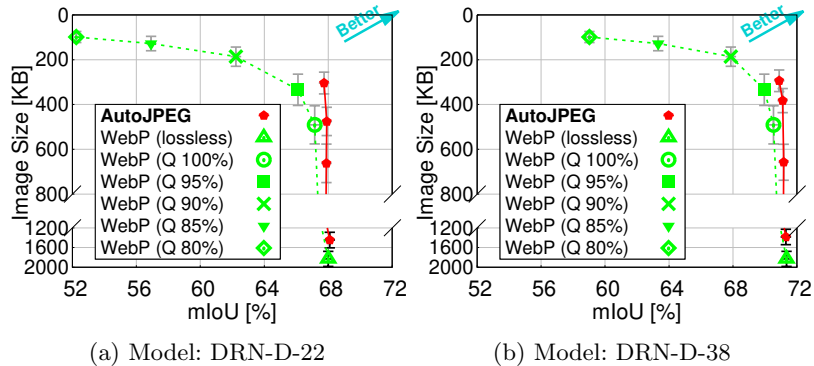 0
200
400
600
800
1200
1600
2000
Image Size [KB]
52
56
60
64
68
72
mIoU [%]
Better
AutoJPEG
WebP (lossless)
WebP (Q 100%)
WebP (Q 95%)
WebP (Q 90%)
WebP (Q 85%)
WebP (Q 80%)
(a) Model: DRN-D-22
0
200
400
600
800
1200
1600
2000
Image Size [KB]
56
60
64
68
72
mIoU [%]
Better
AutoJPEG
WebP (lossless)
WebP (Q 100%)
WebP (Q 95%)
WebP (Q 90%)
WebP (Q 85%)
WebP (Q 80%)
(b) Model: DRN-D-38